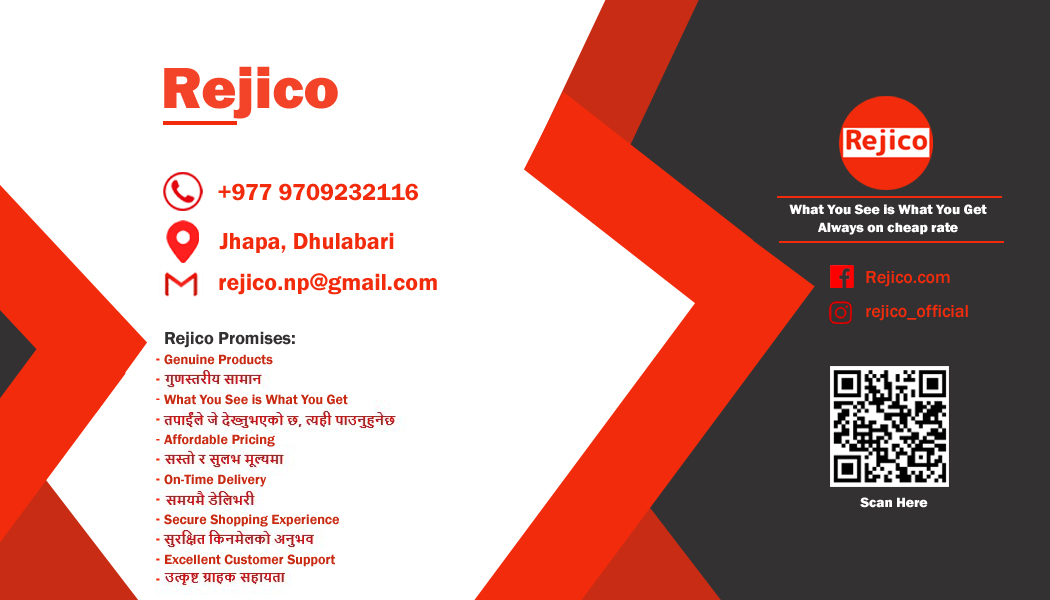 Rejico
+977 9709232116
Jhapa, Dhulabari
rejico.np@gmail.com
Rejico Promises:
- Genuine Products
- गुणस्तरीय सामान
- What You See is What You Get
- तपाईंले जे देख्नुभएको छ, त्यही पाउनुहुनेछ
- Affordable Pricing
- सस्तो र सुलभ मूल्यमा
- On-Time Delivery
- समयमै डेलिभरी
- Secure Shopping Experience
- सुरक्षित किनमेलको अनुभव
- Excellent Customer Support
- उत्कृष्ट ग्राहक सहायता
Rejico
What You See is What You Get
Always on cheap rate
Rejico.com
rejico_official
Scan Here